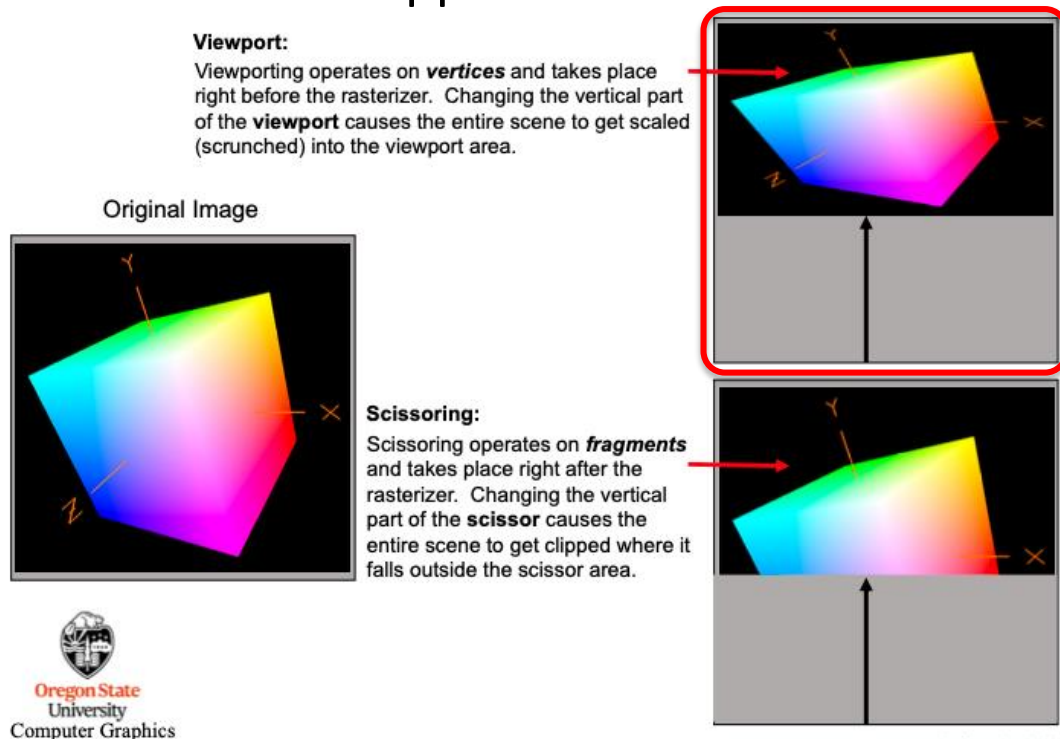 Viewport:
Viewporting operates on vertices and takes place
right before the rasterizer. Changing the vertical part
of the viewport causes the entire scene to get scaled
(scrunched) into the viewport area.
Y
X
Z
Original Image
Y
X
Z
Scissoring:
Scissoring operates on fragments
and takes place right after the
rasterizer. Changing the vertical
part of the scissor causes the
entire scene to get clipped where it
falls outside the scissor area.
Y
X
Oregon State
University
Computer Graphics